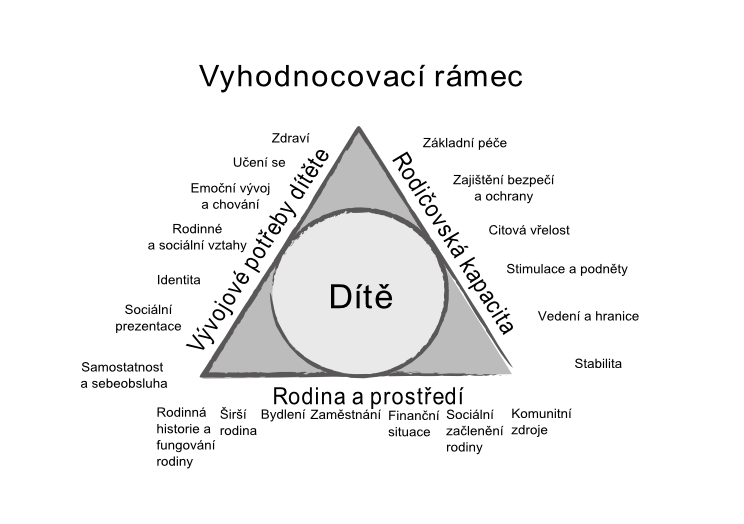 Vyhodnocovací rámec
Zdraví
Učení se
Emoční vývoj
a chování
Rodinné
a sociální vztahy
Identita
Sociální
prezentace
Samostatnost
a sebeobsluha
Vývojové potřeby dítěte
Dítě
Rodičovská kapacita
Základní péče
Zajištění bezpečí
a ochrany
Citová vřelost
Stimulace a podněty
Vedení a hranice
Stabilita
Rodina a prostředí
Rodinná
historie a
fungování
rodiny
Širší
rodina
Bydlení
Zaměstnání
Finanční
situace
Sociální
začlenění
rodiny
Komunitní
zdroje